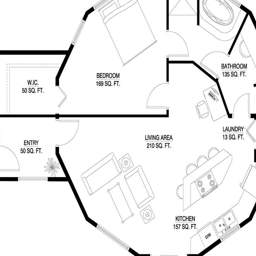 BEDROOM
169 SQ. FT.
BATHROOM
135 SQ. FT.
W.I.C.
50 SQ. FT.
ENTRY
50 SQ. FT.
LIVING AREA
210 SQ. FT.
LAUNDRY
13 SQ. FT.
KITCHEN
157 SQ. FT.
D/W